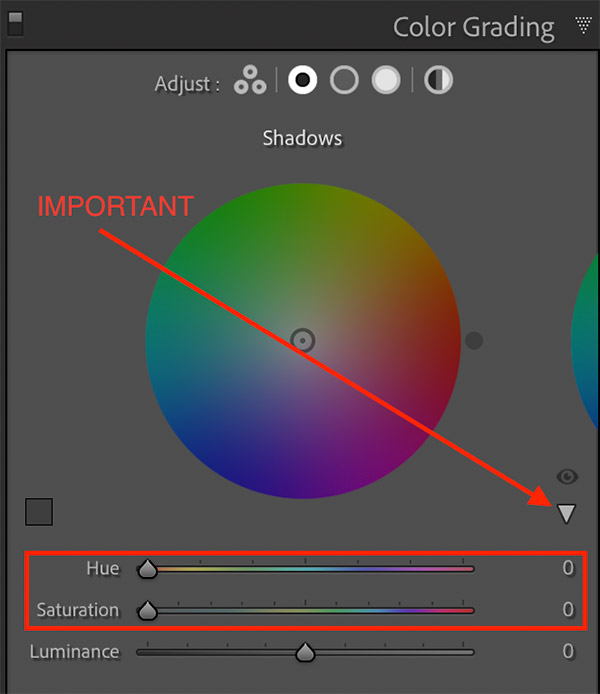 Color Grading
Adjust :
Shadows
IMPORTANT
Hue 0
Saturation 0
Luminance 0